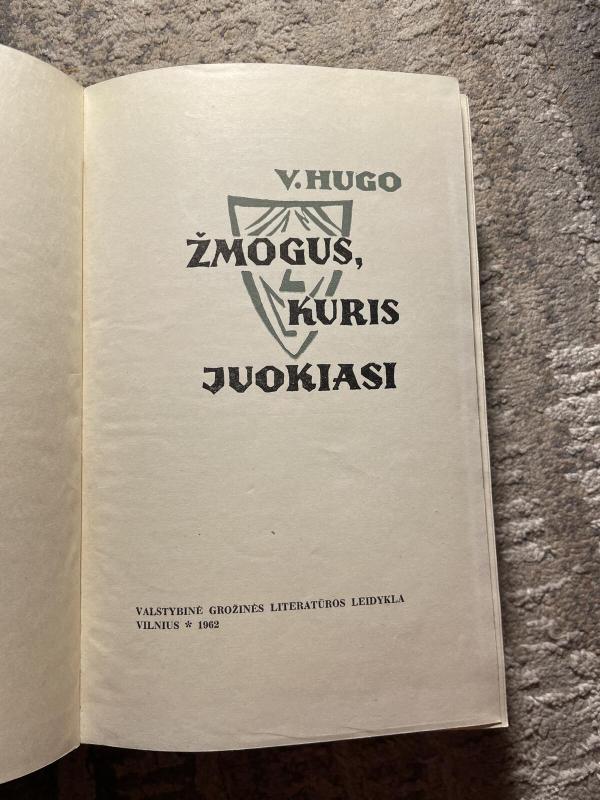 V. HUGO
ŽMOGUS,
KURIS
JUOKIASI
VALSTYBINĖ GROŽINĖS LITERATŪROS LEIDYKLA
VILNIUS * 1962